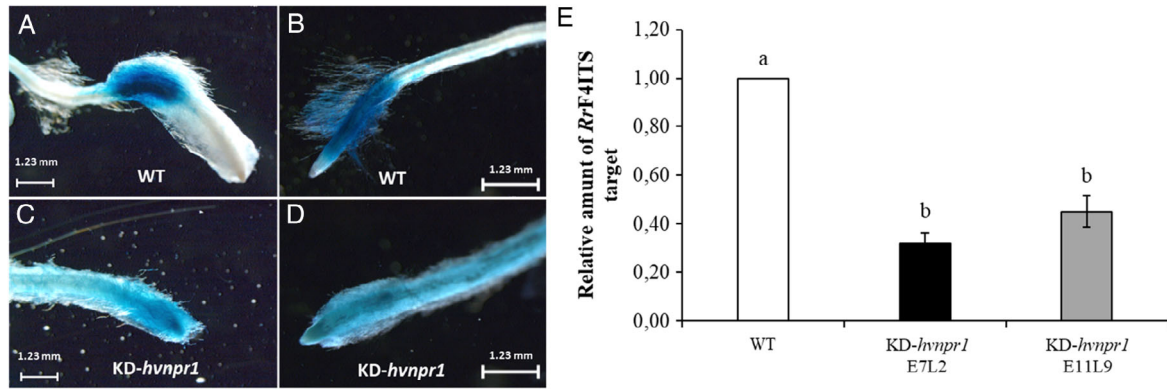 A
1.23 mm
WT
B
WT
1.23 mm
C
1.23 mm
KD-hvnpr1
D
KD-hvnpr1
1.23 mm
E
Relative amunt of RrF4ITS
target
1,20
1,00
0,80
0,60
0,40
0,20
0,00
a
b
b
WT
KD-hvnpr1
E7L2
KD-hvnpr1
E11L9